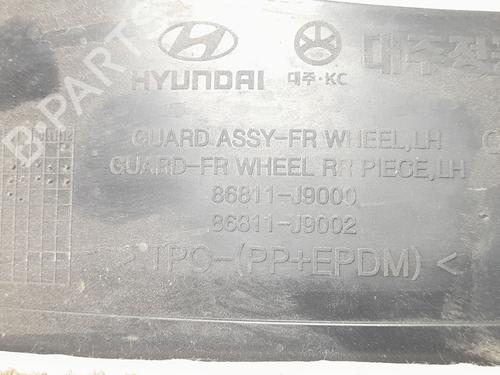 HYUNDAI
대주·KC
대주
GUARD ASSY-FR WHEEL,LH
GUARD-FR WHEEL RR PIECE,LH
86811-J9000
86811-J9002
>TPO-(PP+EPDM)<
B-PARTS